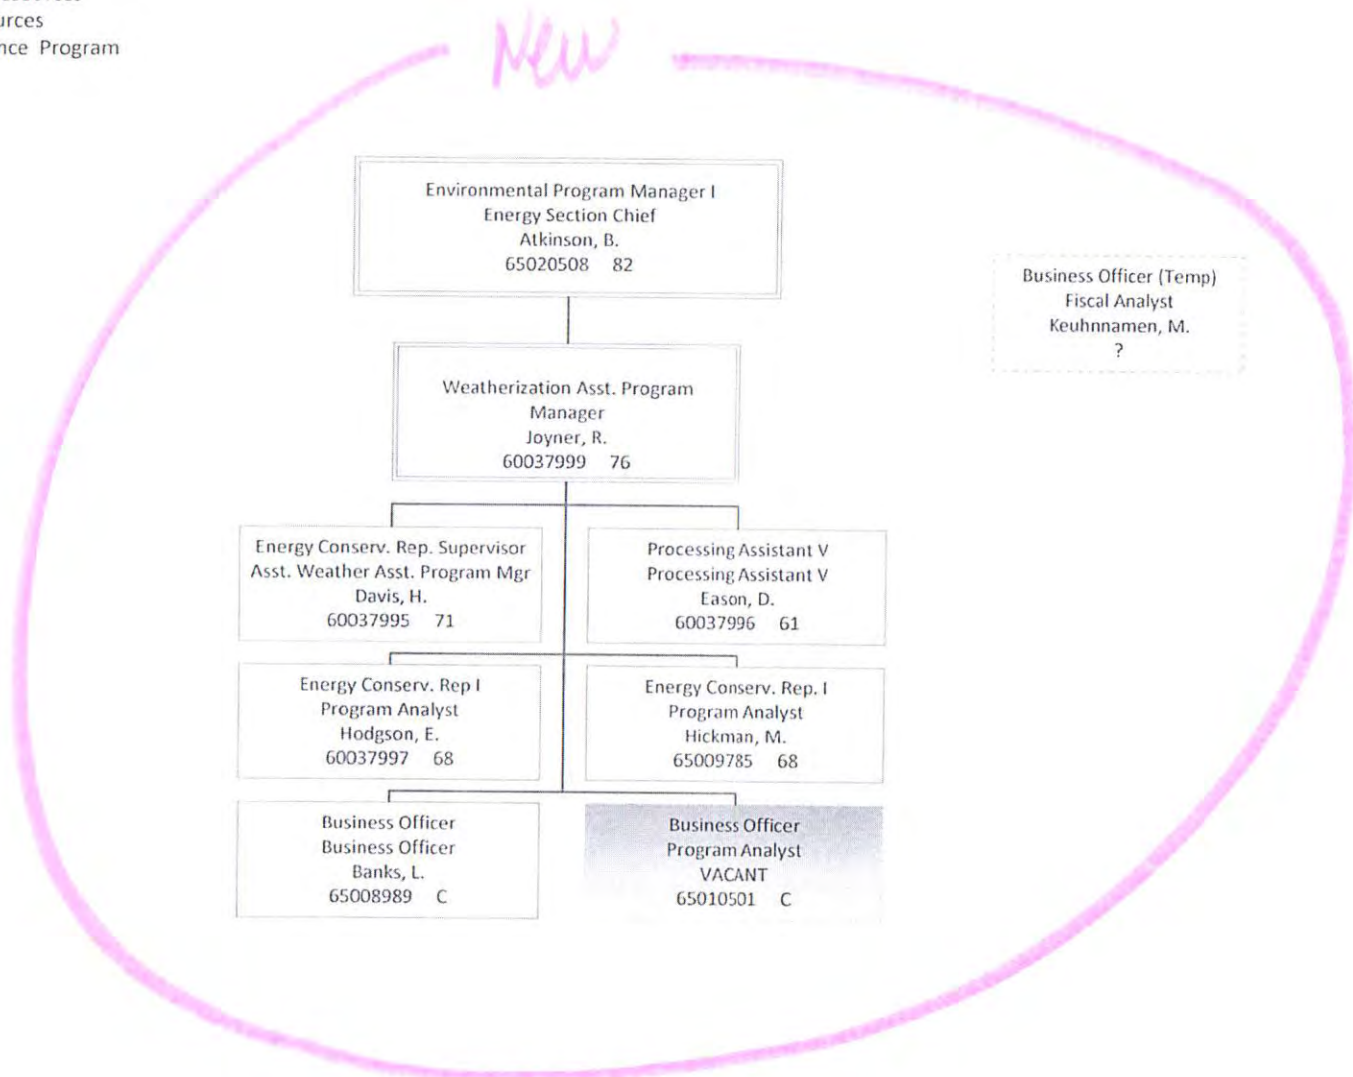 urces
nce Program
New
Environmental Program Manager I
Energy Section Chief
Atkinson, B.
65020508 82
Business Officer (Temp)
Fiscal Analyst
Keuhnnamen, M.
?
Weatherization Asst. Program
Manager
Joyner, R.
60037999 76
Energy Conserv. Rep. Supervisor
Asst. Weather Asst. Program Mgr
Davis, H.
60037995 71
Processing Assistant V
Processing Assistant V
Eason, D.
60037996 61
Energy Conserv. Rep I
Program Analyst
Hodgson, E.
60037997 68
Energy Conserv. Rep. I
Program Analyst
Hickman, M.
65009785 68
Business Officer
Business Officer
Banks, L.
65008989 C
Business Officer
Program Analyst
VACANT
65010501 C